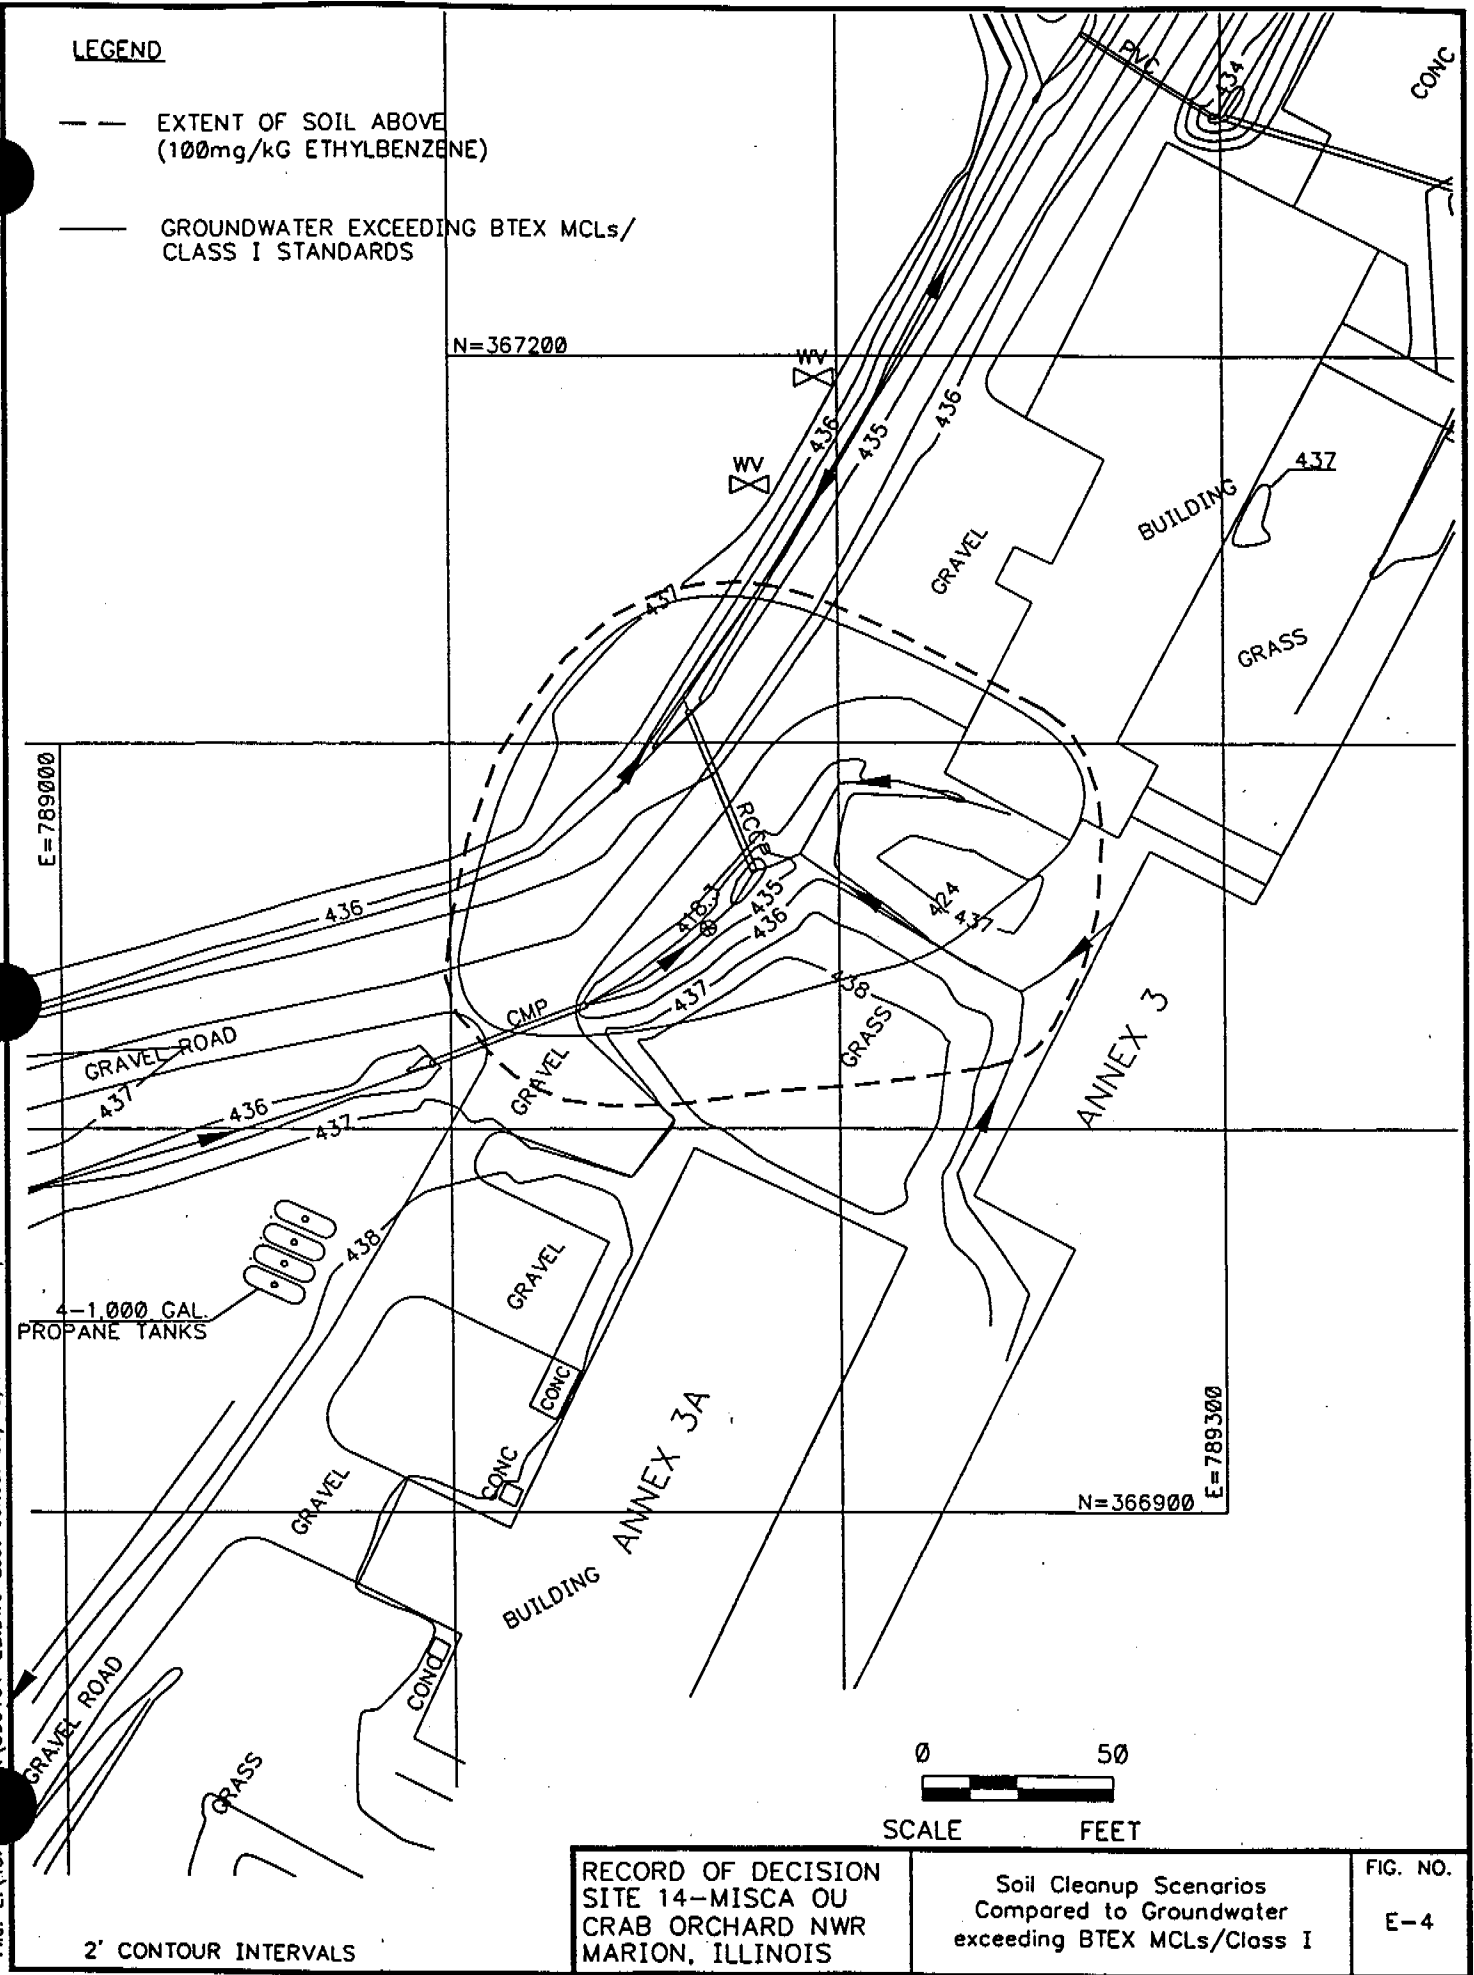 LEGEND
EXTENT OF SOIL ABOVE
(100mg/kG ETHYLBENZENE)
GROUNDWATER EXCEEDING BTEX MCLs/
CLASS I STANDARDS
PVC
434
CONC
N=367200
WV
436
435
436
WV
437
BUILDING
GRAVEL
437
GRASS
E=789000
RCCP
436
418.7
435
436
424
437
CMP
437
438
GRASS
GRAVEL ROAD
437
GRAVEL
ANNEX 3
436
437
438
GRAVEL
4-1,000 GAL.
PROPANE TANKS
CONC
ANNEX 3A
E=789300
CONC
N=366900
GRAVEL
BUILDING
CONC
GRAVEL ROAD
GRASS
0 50
SCALE FEET
RECORD OF DECISION
SITE 14-MISCA OU
CRAB ORCHARD NWR
MARION, ILLINOIS
Soil Cleanup Scenarios
Compared to Groundwater
exceeding BTEX MCLs/Class I
FIG. NO.
E-4
2' CONTOUR INTERVALS